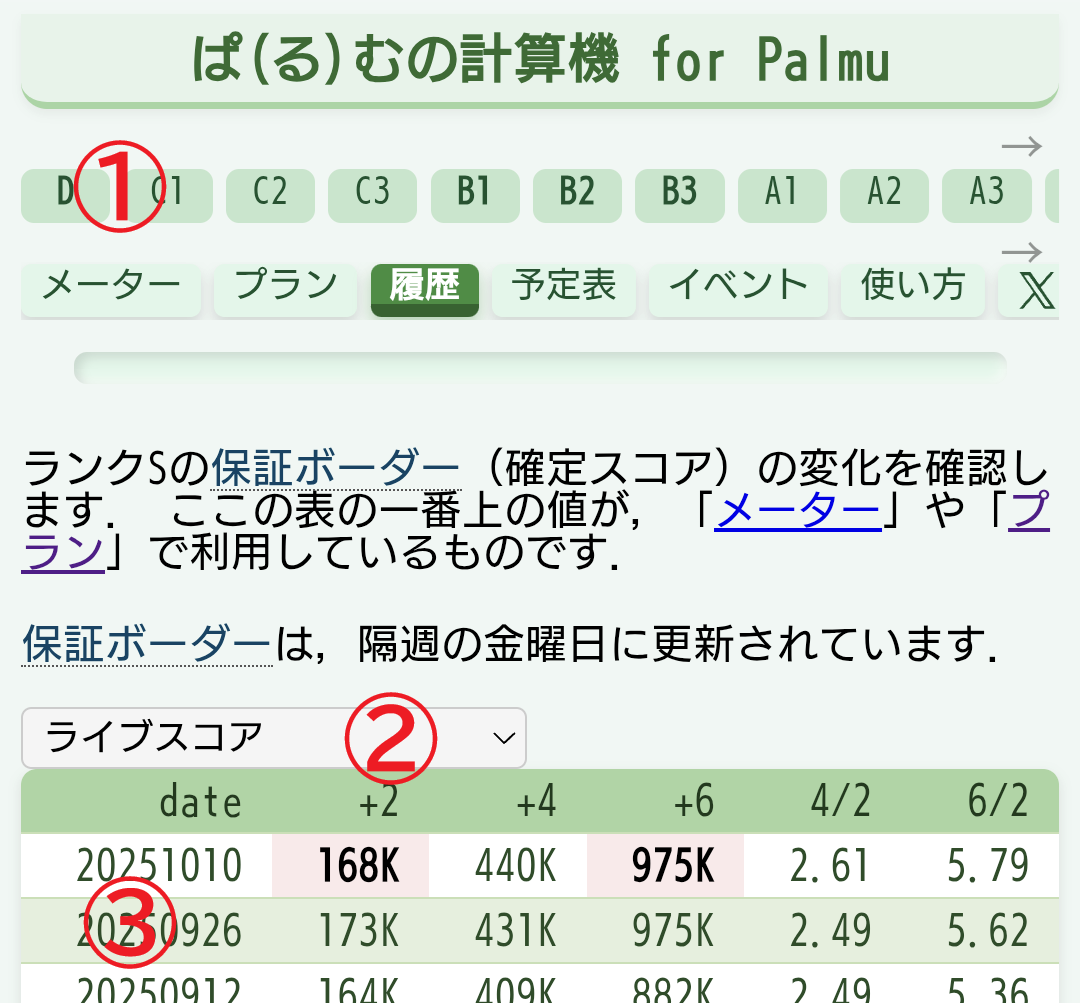 ぱ(る)むの計算機 for Palmu
→
D ① C1 C2 C3 B1 B2 B3 A1 A2 A3
→
メーター プラン 履歴 予定表 イベント 使い方 X
ランクSの保証ボーダー（確定スコア）の変化を確認し
ます． ここの表の一番上の値が，「メーター」や「プ
ラン」で利用しているものです．
保証ボーダーは，隔週の金曜日に更新されています．
ライブスコア ②
date +2 +4 +6 4/2 6/2
20251010 168K 440K 975K 2.61 5.79
③ 20250926 173K 431K 975K 2.49 5.62
20250912 164K 409K 882K 2.49 5.36